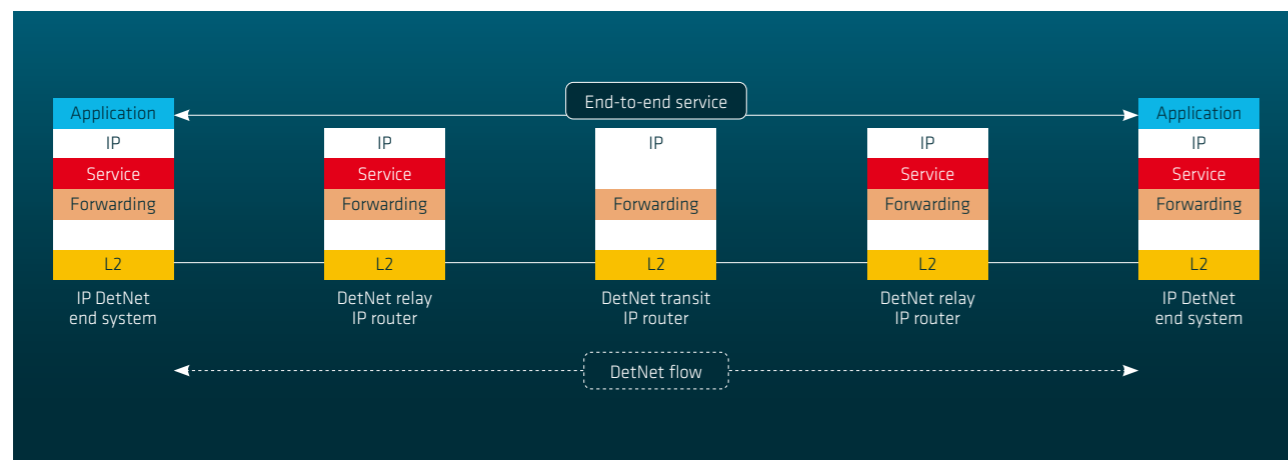 End-to-end service
Application
IP
Service
Forwarding
L2
IP DetNet
end system
IP
Service
Forwarding
L2
DetNet relay
IP router
IP
Forwarding
L2
DetNet transit
IP router
IP
Service
Forwarding
L2
DetNet relay
IP router
Application
IP
Service
Forwarding
L2
IP DetNet
end system
DetNet flow